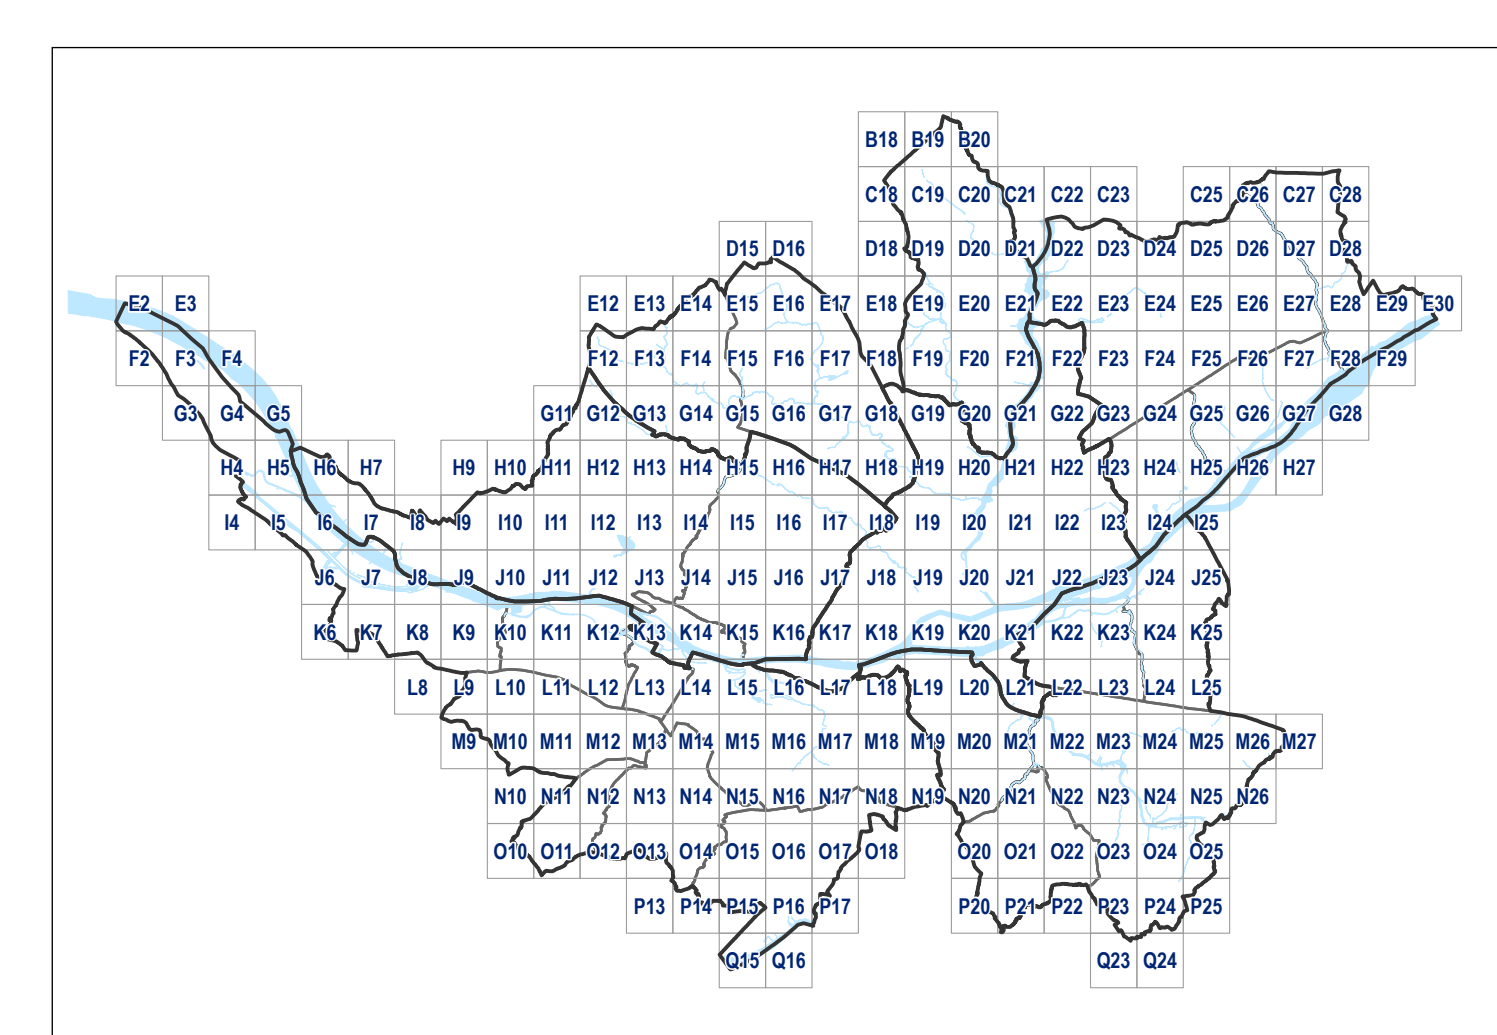 B18 B19 B20
C18 C19 C20 C21 C22 C23 C25 C26 C27 C28
D15 D16 D18 D19 D20 D21 D22 D23 D24 D25 D26 D27 D28
E2 E3 E12 E13 E14 E15 E16 E17 E18 E19 E20 E21 E22 E23 E24 E25 E26 E27 E28 E29 E30
F2 F3 F4 F12 F13 F14 F15 F16 F17 F18 F19 F20 F21 F22 F23 F24 F25 F26 F27 F28 F29
G3 G4 G5 G11 G12 G13 G14 G15 G16 G17 G18 G19 G20 G21 G22 G23 G24 G25 G26 G27 G28
H4 H5 H6 H7 H9 H10 H11 H12 H13 H14 H15 H16 H17 H18 H19 H20 H21 H22 H23 H24 H25 H26 H27
I4 I5 I6 I7 I8 I9 I10 I11 I12 I13 I14 I15 I16 I17 I18 I19 I20 I21 I22 I23 I24 I25
J6 J7 J8 J9 J10 J11 J12 J13 J14 J15 J16 J17 J18 J19 J20 J21 J22 J23 J24 J25
K6 K7 K8 K9 K10 K11 K12 K13 K14 K15 K16 K17 K18 K19 K20 K21 K22 K23 K24 K25
L8 L9 L10 L11 L12 L13 L14 L15 L16 L17 L18 L19 L20 L21 L22 L23 L24 L25
M9 M10 M11 M12 M13 M14 M15 M16 M17 M18 M19 M20 M21 M22 M23 M24 M25 M26 M27
N10 N11 N12 N13 N14 N15 N16 N17 N18 N19 N20 N21 N22 N23 N24 N25 N26
O10 O11 O12 O13 O14 O15 O16 O17 O18 O20 O21 O22 O23 O24 O25
P13 P14 P15 P16 P17 P20 P21 P22 P23 P24 P25
Q15 Q16 Q23 Q24